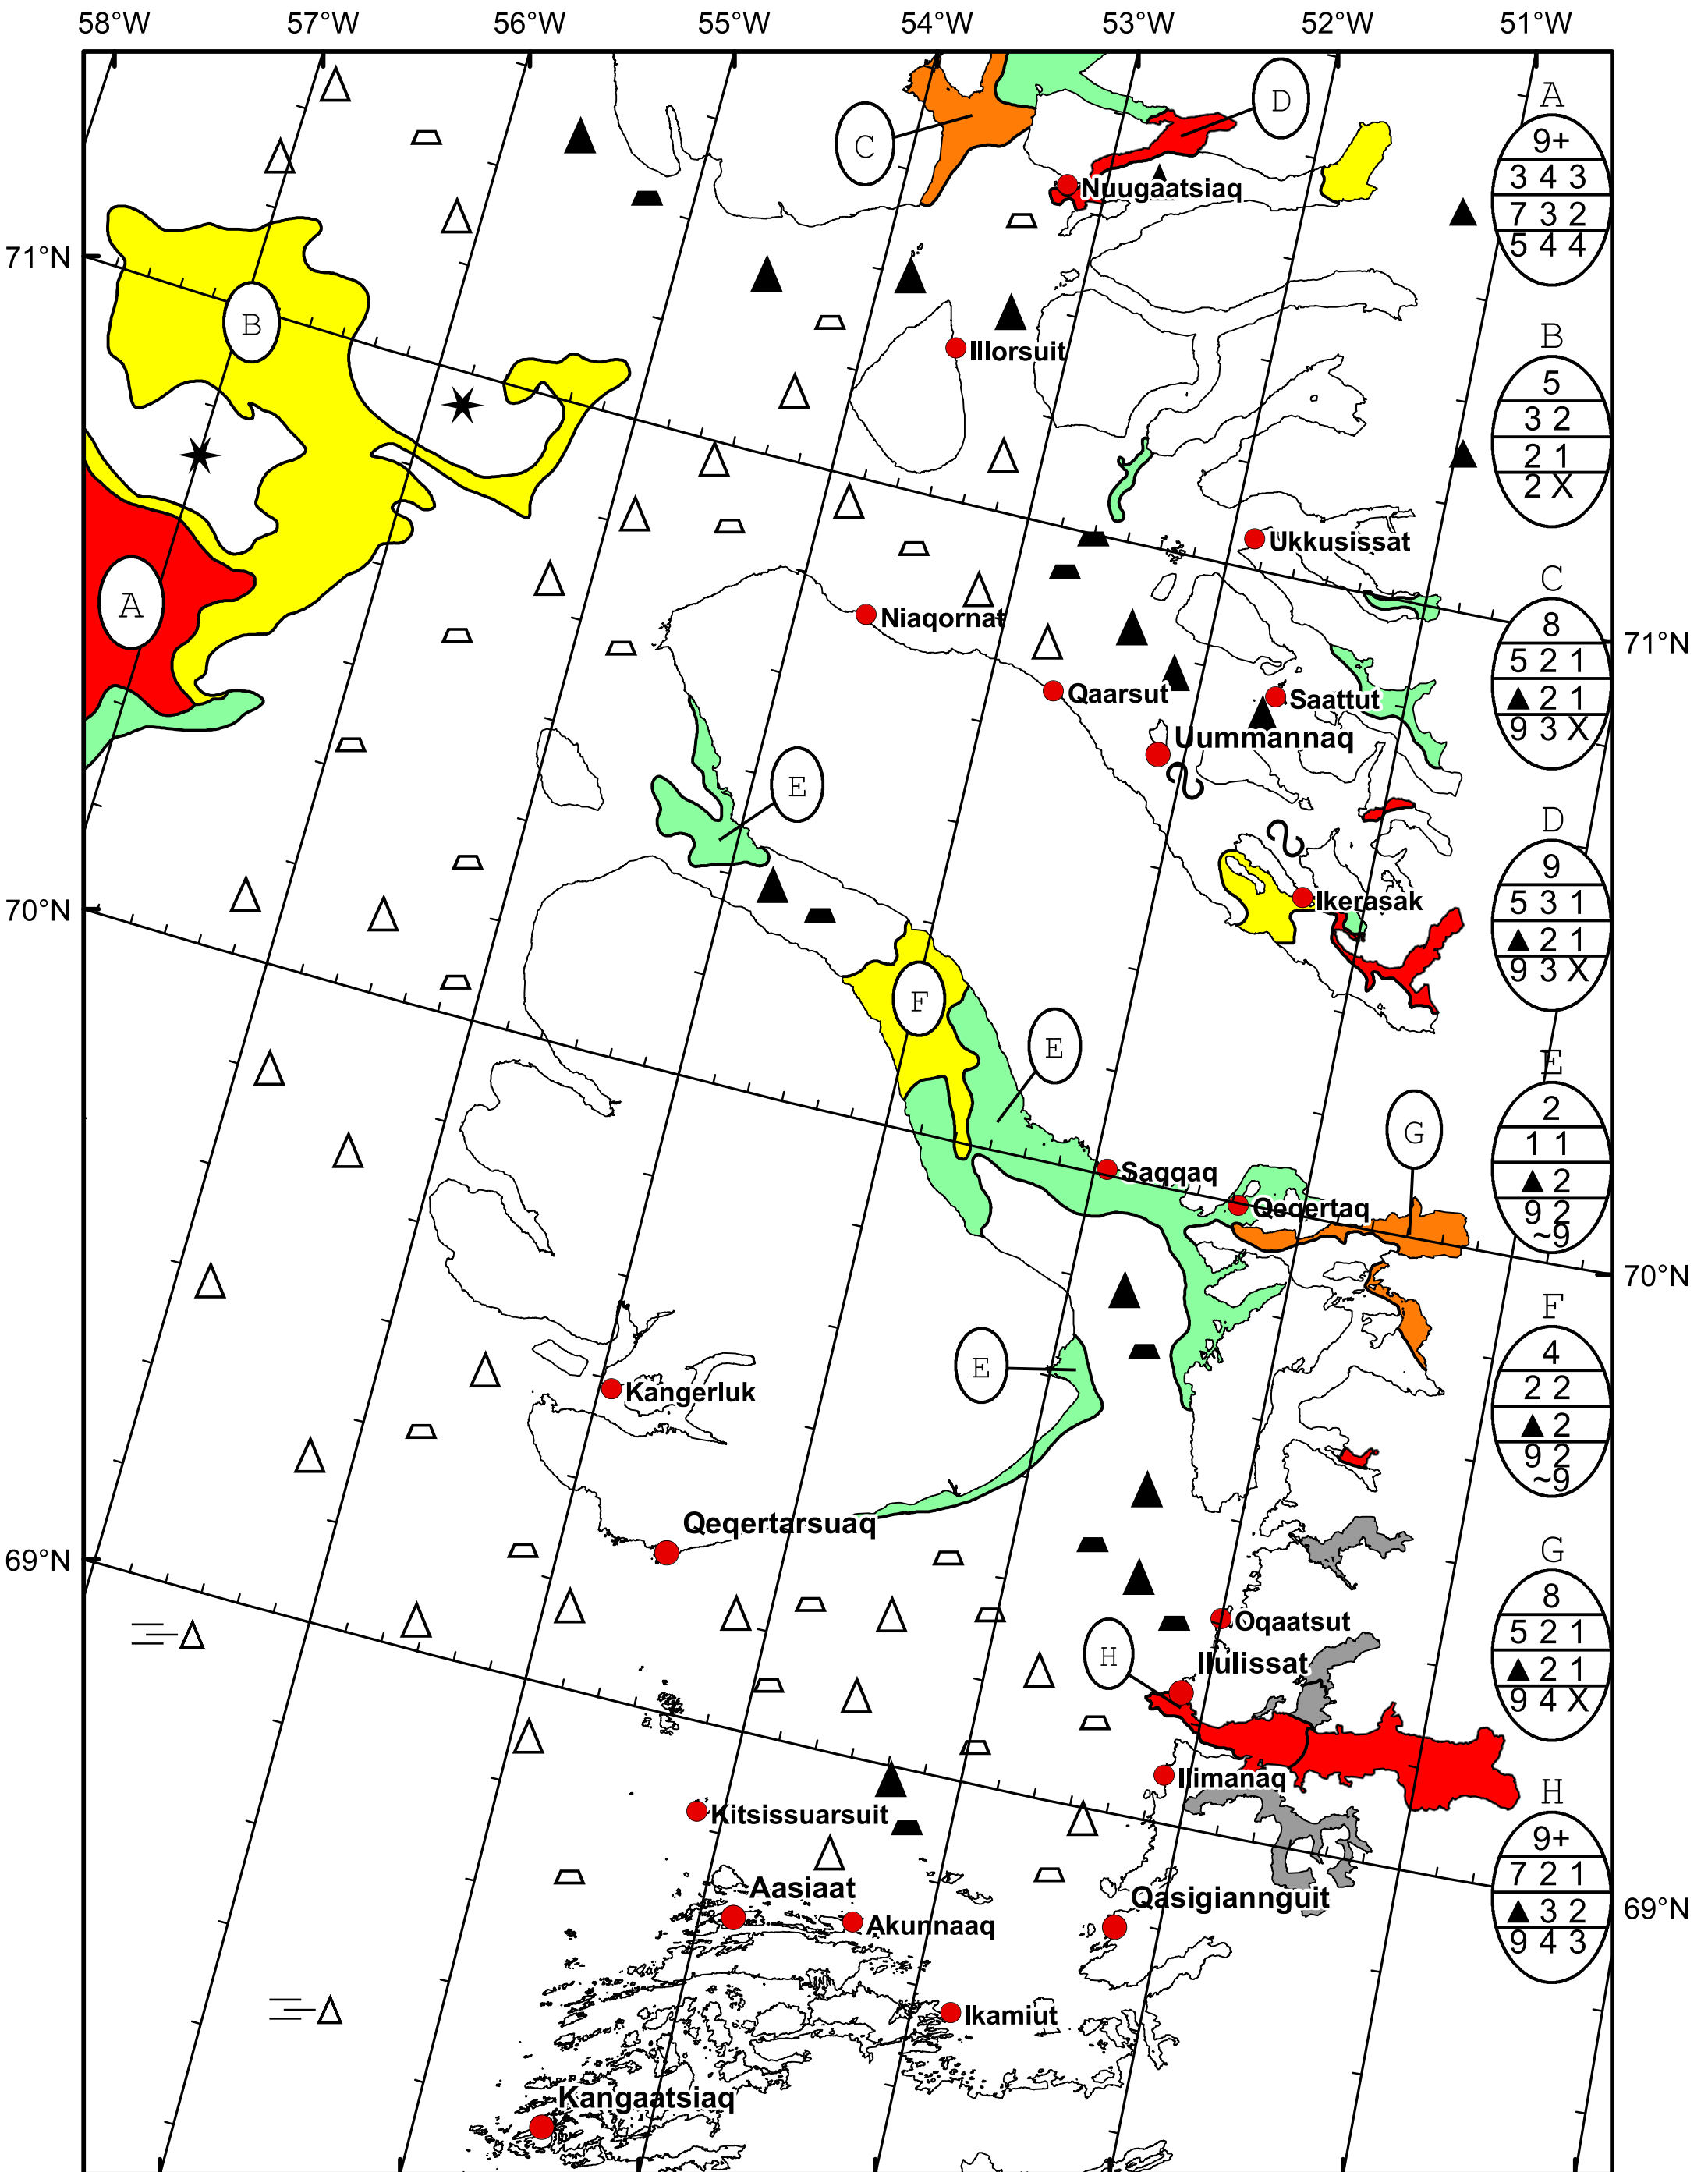 58°W 57°W 56°W 55°W 54°W 53°W 52°W 51°W
A
9+
3 4 3
7 3 2
5 4 4
C
D
Nuugaatsiaq
71°N
B
Illorsuit
B
5
3 2
2 1
2 X
Ukkusissat
A
Niaqornat
C
8
5 2 1
▲ 2 1
9 3 X
71°N
Qaarsut
Saattut
Uummannaq
E
D
9
5 3 1
▲ 2 1
9 3 X
Ikerasak
70°N
F
E
E
2
1 1
▲ 2
9 2
~9
G
Saqqaq
Qeqertaq
70°N
F
4
2 2
▲ 2
9 2
~9
E
Kangerluk
Qeqertarsuaq
69°N
G
8
5 2 1
▲ 2 1
9 4 X
Oqaatsut
H
Ilulissat
Ilimanaq
Kitsissuarsuit
H
9+
7 2 1
▲ 3 2
9 4 3
Aasiaat
Qasigiannguit
Akunnaaq
69°N
Ikamiut
Kangaatsiaq